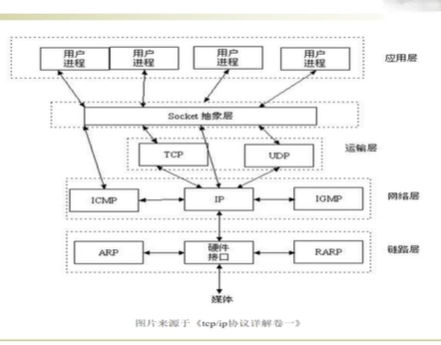 用户进程 用户进程 用户进程 用户进程 应用层
Socket 抽象层
TCP UDP 运输层
ICMP IP IGMP 网络层
ARP 硬件接口 RARP 链路层
媒体
图片来源于《tcp/ip协议详解卷一》